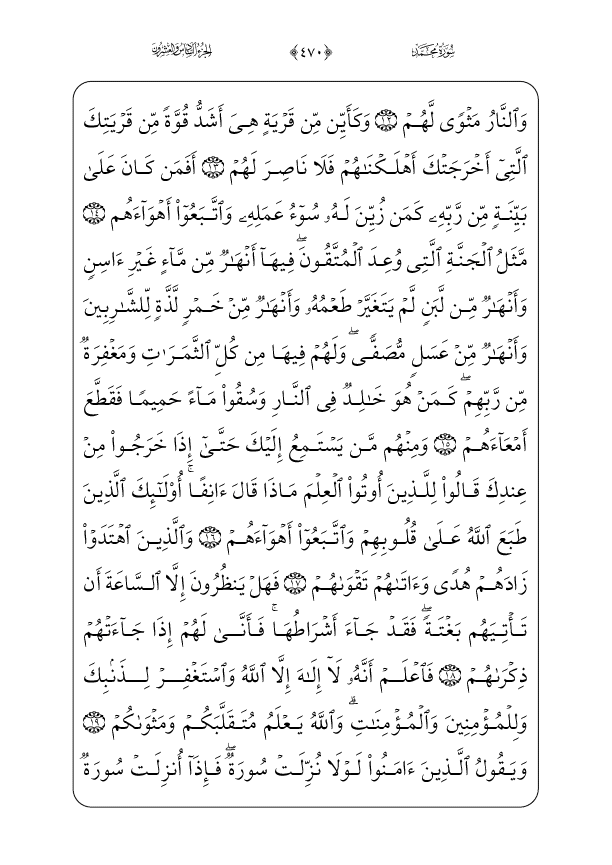 سُورَةُ مُحَمَّد ﴿٤٧٠﴾ الجُزءُ السَّادِسُ وَالعِشْرُونَ
وَٱلنَّارُ مَثْوًى لَّهُمْ ۝١٢ وَكَأَيِّن مِّن قَرْيَةٍ هِىَ أَشَدُّ قُوَّةً مِّن قَرْيَتِكَ
ٱلَّتِىٓ أَخْرَجَتْكَ أَهْلَكْنَٰهُمْ فَلَا نَاصِرَ لَهُمْ ۝١٣ أَفَمَن كَانَ عَلَىٰ
بَيِّنَةٍ مِّن رَّبِّهِۦ كَمَن زُيِّنَ لَهُۥ سُوٓءُ عَمَلِهِۦ وَٱتَّبَعُوٓا۟ أَهْوَآءَهُم ۝١٤
مَّثَلُ ٱلْجَنَّةِ ٱلَّتِى وُعِدَ ٱلْمُتَّقُونَ ۖ فِيهَآ أَنْهَٰرٌ مِّن مَّآءٍ غَيْرِ ءَاسِنٍ
وَأَنْهَٰرٌ مِّن لَّبَنٍ لَّمْ يَتَغَيَّرْ طَعْمُهُۥ وَأَنْهَٰرٌ مِّنْ خَمْرٍ لَّذَّةٍ لِّلشَّٰرِبِينَ
وَأَنْهَٰرٌ مِّنْ عَسَلٍ مُّصَفًّى ۖ وَلَهُمْ فِيهَا مِن كُلِّ ٱلثَّمَرَٰتِ وَمَغْفِرَةٌ
مِّن رَّبِّهِمْ ۖ كَمَنْ هُوَ خَٰلِدٌ فِى ٱلنَّارِ وَسُقُوا۟ مَآءً حَمِيمًا فَقَطَّعَ
أَمْعَآءَهُمْ ۝١٥ وَمِنْهُم مَّن يَسْتَمِعُ إِلَيْكَ حَتَّىٰٓ إِذَا خَرَجُوا۟ مِنْ
عِندِكَ قَالُوا۟ لِلَّذِينَ أُوتُوا۟ ٱلْعِلْمَ مَاذَا قَالَ ءَانِفًا ۚ أُو۟لَٰٓئِكَ ٱلَّذِينَ
طَبَعَ ٱللَّهُ عَلَىٰ قُلُوبِهِمْ وَٱتَّبَعُوٓا۟ أَهْوَآءَهُمْ ۝١٦ وَٱلَّذِينَ ٱهْتَدَوْا۟
زَادَهُمْ هُدًى وَءَاتَىٰهُمْ تَقْوَىٰهُمْ ۝١٧ فَهَلْ يَنظُرُونَ إِلَّا ٱلسَّاعَةَ أَن
تَأْتِيَهُم بَغْتَةً ۖ فَقَدْ جَآءَ أَشْرَاطُهَا ۚ فَأَنَّىٰ لَهُمْ إِذَا جَآءَتْهُمْ
ذِكْرَىٰهُمْ ۝١٨ فَٱعْلَمْ أَنَّهُۥ لَآ إِلَٰهَ إِلَّا ٱللَّهُ وَٱسْتَغْفِرْ لِذَنۢبِكَ
وَلِلْمُؤْمِنِينَ وَٱلْمُؤْمِنَٰتِ ۗ وَٱللَّهُ يَعْلَمُ مُتَقَلَّبَكُمْ وَمَثْوَىٰكُمْ ۝١٩
وَيَقُولُ ٱلَّذِينَ ءَامَنُوا۟ لَوْلَا نُزِّلَتْ سُورَةٌ ۖ فَإِذَآ أُنزِلَتْ سُورَةٌ